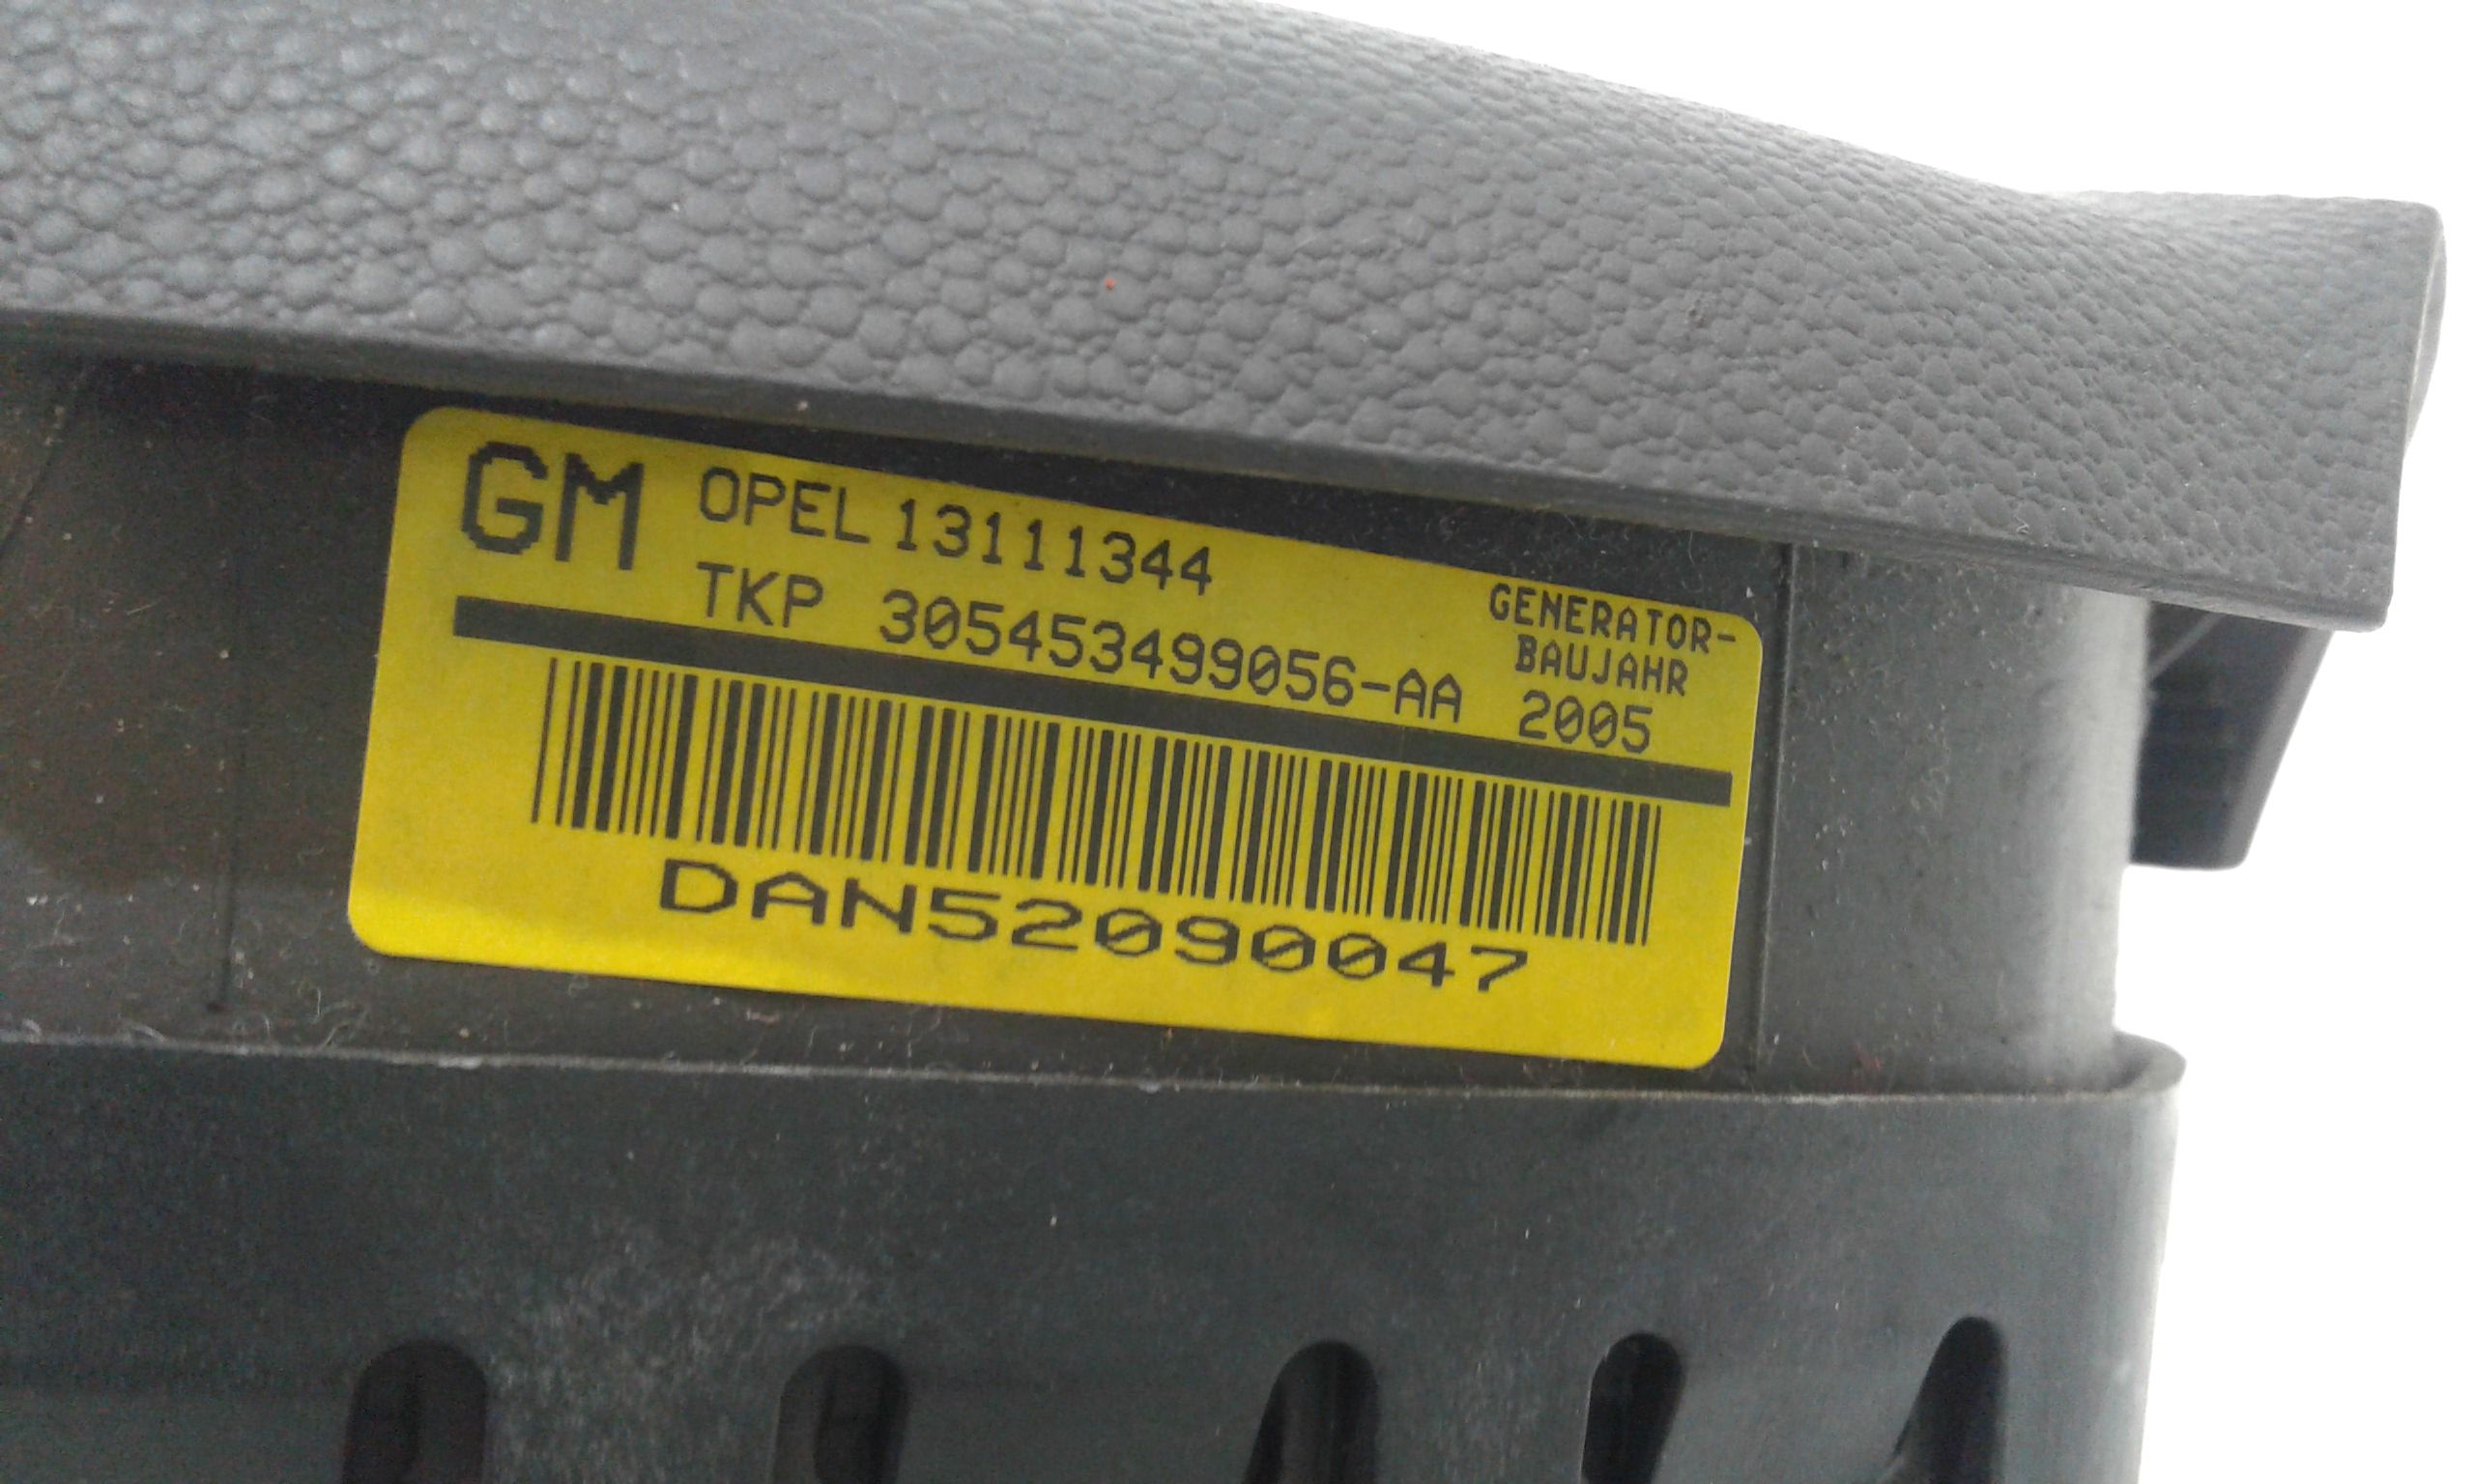 GM OPEL 13111344
TKP 305453499056-AA
GENERATOR-
BAUJAHR
2005
DAN52090047